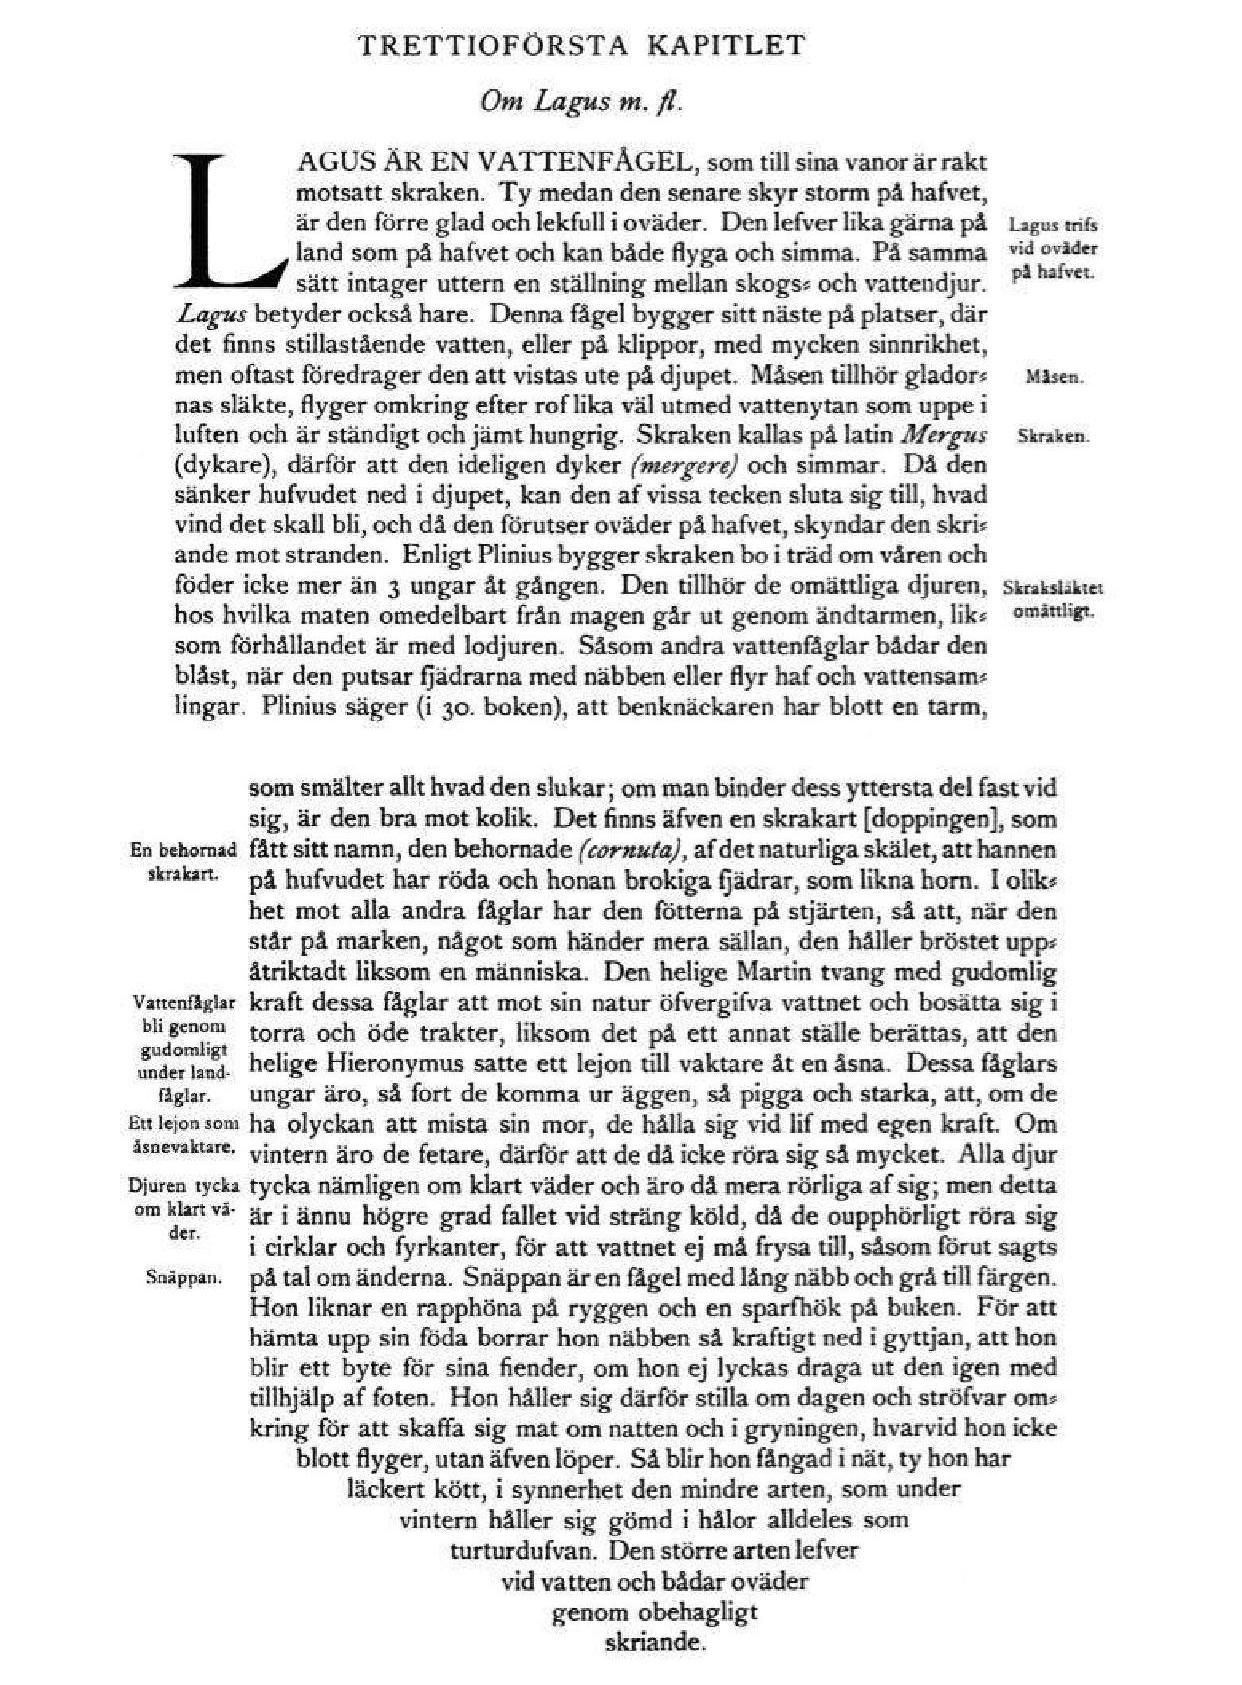 TRETTIOFÖRSTA KAPITLET
Om Lagus m. fl.
LAGUS ÄR EN VATTENFÅGEL, som till sina vanor är rakt
motsatt skraken. Ty medan den senare skyr storm på hafvet,
är den förre glad och lekfull i oväder. Den lefver lika gärna på
land som på hafvet och kan både flyga och simma. På samma
sätt intager uttern en ställning mellan skogs- och vattendjur.
Lagus betyder också hare. Denna fågel bygger sitt näste på platser, där
det finns stillastående vatten, eller på klippor, med mycken sinnrikhet,
men oftast föredrager den att vistas ute på djupet. Måsen tillhör glador-
nas släkte, flyger omkring efter rof lika väl utmed vattenytan som uppe i
luften och är ständigt och jämt hungrig. Skraken kallas på latin Mergus
(dykare), därför att den ideligen dyker (mergere) och simmar. Då den
sänker hufvudet ned i djupet, kan den af vissa tecken sluta sig till, hvad
vind det skall bli, och då den förutser oväder på hafvet, skyndar den skri-
ande mot stranden. Enligt Plinius bygger skraken bo i träd om våren och
föder icke mer än 3 ungar åt gången. Den tillhör de omättliga djuren,
hos hvilka maten omedelbart från magen går ut genom ändtarmen, lik-
som förhållandet är med lodjuren. Såsom andra vattenfåglar bådar den
blåst, när den putsar fjädrarna med näbben eller flyr haf och vattensam-
lingar. Plinius säger (i 30. boken), att benknäckaren har blott en tarm,
Lagus trifs
vid oväder
på hafvet.
Måsen.
Skraken.
Skraksläktet
omättligt.
som smälter allt hvad den slukar; om man binder dess yttersta del fast vid
sig, är den bra mot kolik. Det finns äfven en skrakart [doppingen], som
fått sitt namn, den behornade (cornuta), af det naturliga skälet, att hannen
på hufvudet har röda och honan brokiga fjädrar, som likna horn. I olik-
het mot alla andra fåglar har den fötterna på stjärten, så att, när den
står på marken, något som händer mera sällan, den håller bröstet upp-
åtriktadt liksom en människa. Den helige Martin tvang med gudomlig
kraft dessa fåglar att mot sin natur öfvergifva vattnet och bosätta sig i
torra och öde trakter, liksom det på ett annat ställe berättas, att den
helige Hieronymus satte ett lejon till vaktare åt en åsna. Dessa fåglars
ungar äro, så fort de komma ur äggen, så pigga och starka, att, om de
ha olyckan att mista sin mor, de hålla sig vid lif med egen kraft. Om
vintern äro de fetare, därför att de då icke röra sig så mycket. Alla djur
tycka nämligen om klart väder och äro då mera rörliga af sig; men detta
är i ännu högre grad fallet vid sträng köld, då de oupphörligt röra sig
i cirklar och fyrkanter, för att vattnet ej må frysa till, såsom förut sagts
på tal om änderna. Snäppan är en fågel med lång näbb och grå till färgen.
Hon liknar en rapphöna på ryggen och en sparfhök på buken. För att
hämta upp sin föda borrar hon näbben så kraftigt ned i gyttjan, att hon
blir ett byte för sina fiender, om hon ej lyckas draga ut den igen med
tillhjälp af foten. Hon håller sig därför stilla om dagen och ströfvar om-
kring för att skaffa sig mat om natten och i gryningen, hvarvid hon icke
blott flyger, utan äfven löper. Så blir hon fångad i nät, ty hon har
läckert kött, i synnerhet den mindre arten, som under
vintern håller sig gömd i hålor alldeles som
turturdufvan. Den större arten lefver
vid vatten och bådar oväder
genom obehagligt
skriande.
En behornad
skrakart.
Vattenfåglar
bli genom
gudomligt
under land-
fåglar.
Ett lejon som
åsnevaktare.
Djuren tycka
om klart vä-
der.
Snäppan.